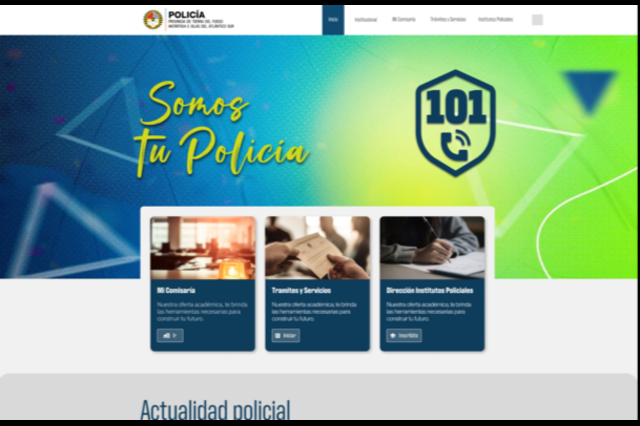 POLICÍA
PROVINCIA DE TIERRA DEL FUEGO
ANTÁRTIDA E ISLAS DEL ATLÁNTICO SUR
Inicio
Institucional
Mi Comisaría
Trámites y Servicios
Institutos Policiales
Somos
tu Policía
101
Mi Comisaría
Nuestra oferta académica, te brinda
las herramientas necesarias para
construir tu futuro.
Ir
Tramites y Servicios
Nuestra oferta académica, te brinda
las herramientas necesarias para
construir tu futuro.
Iniciar
Dirección Institutos Policiales
Nuestra oferta académica, te brinda
las herramientas necesarias para
construir tu futuro.
Inscribite
Actualidad policial